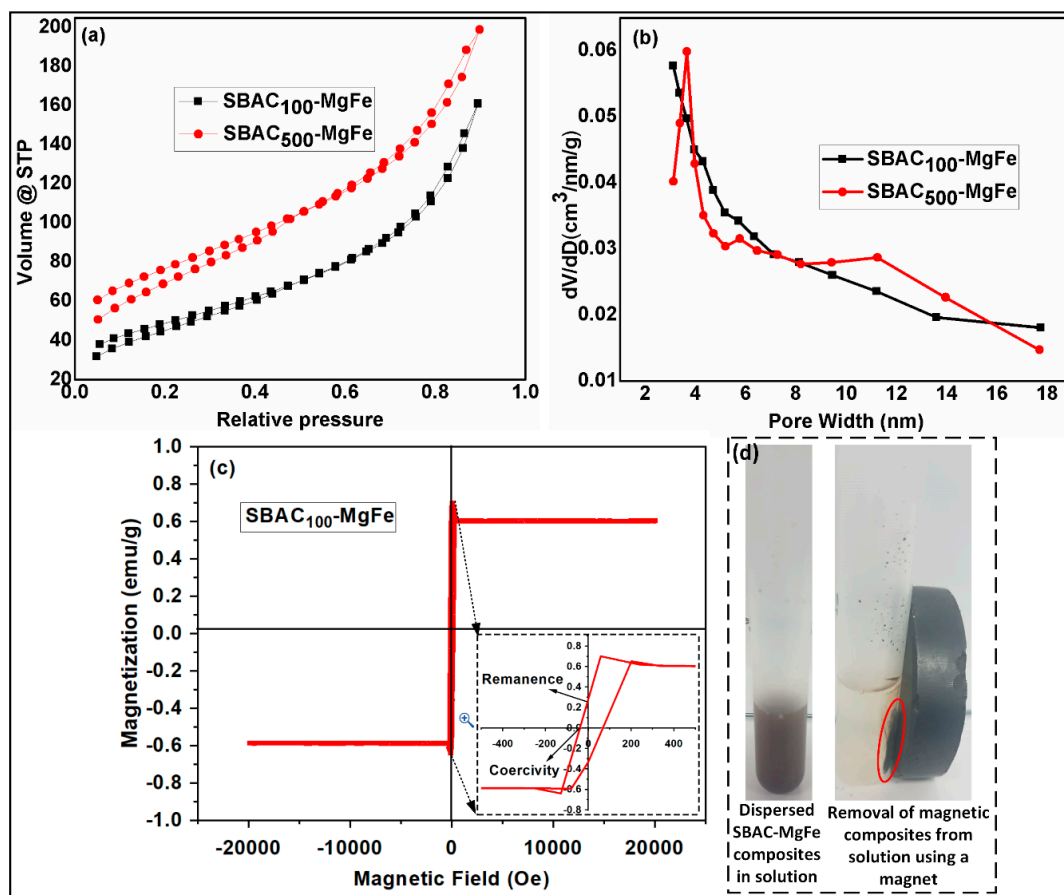 (a)
200
180
160
140
120
100
80
60
40
20
Volume @ STP
SBAC100-MgFe
SBAC500-MgFe
0.0 0.2 0.4 0.6 0.8 1.0
Relative pressure
(b)
0.06
0.05
0.04
0.03
0.02
0.01
dV/dD(cm³/nm/g)
SBAC100-MgFe
SBAC500-MgFe
2 4 6 8 10 12 14 16 18
Pore Width (nm)
(c)
1.0
0.8
0.6
0.4
0.2
0.0
-0.2
-0.4
-0.6
-0.8
-1.0
Magnetization (emu/g)
SBAC100-MgFe
-20000 -10000 0 10000 20000
Magnetic Field (Oe)
0.8
0.6
0.4
0.2
0.0
-0.2
-0.4
-0.6
-0.8
Remanence
Coercivity
-400 -200 0 200 400
(d)
Dispersed
SBAC-MgFe
composites
in solution
Removal of magnetic
composites from
solution using a
magnet